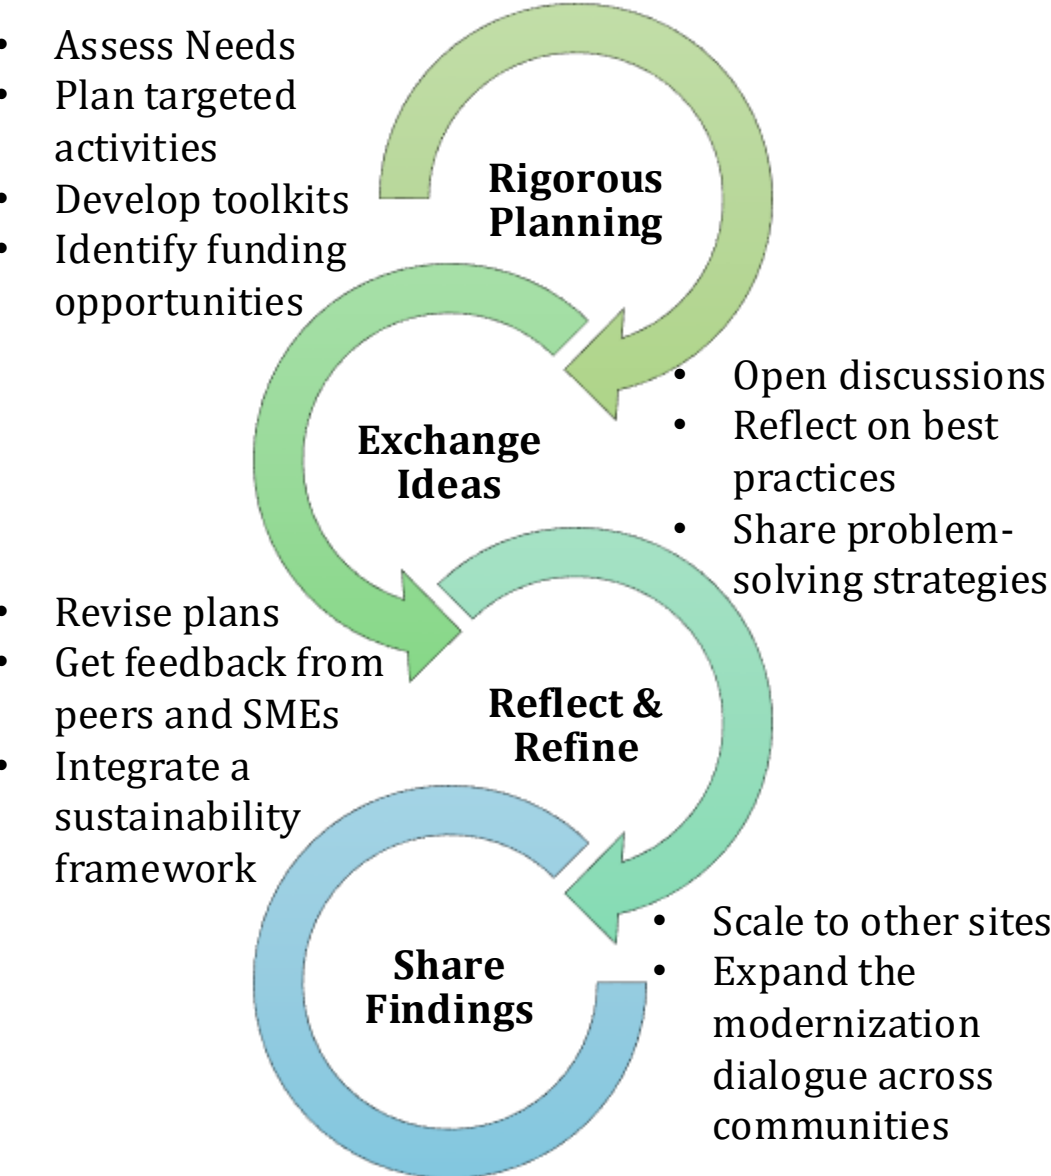 • Assess Needs
• Plan targeted
activities
• Develop toolkits
• Identify funding
opportunities
Rigorous
Planning
Exchange
Ideas
• Open discussions
• Reflect on best
practices
• Share problem-
solving strategies
• Revise plans
• Get feedback from
peers and SMEs
• Integrate a
sustainability
framework
Reflect &
Refine
Share
Findings
• Scale to other sites
• Expand the
modernization
dialogue across
communities